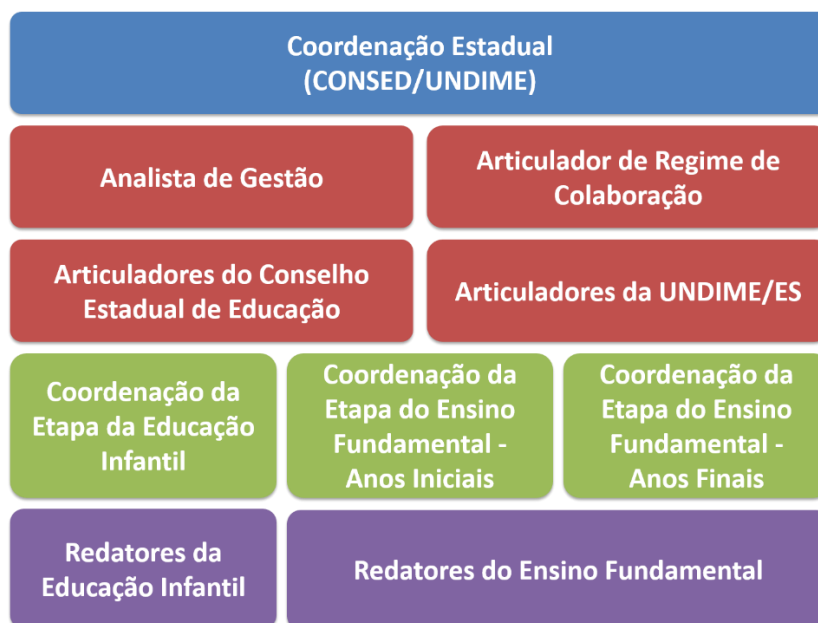 Coordenação Estadual
(CONSED/UNDIME)
Analista de Gestão
Articulador de Regime de
Colaboração
Articuladores do Conselho
Estadual de Educação
Articuladores da UNDIME/ES
Coordenação da
Etapa da Educação
Infantil
Coordenação da
Etapa do Ensino
Fundamental -
Anos Iniciais
Coordenação da
Etapa do Ensino
Fundamental -
Anos Finais
Redatores da
Educação Infantil
Redatores do Ensino Fundamental